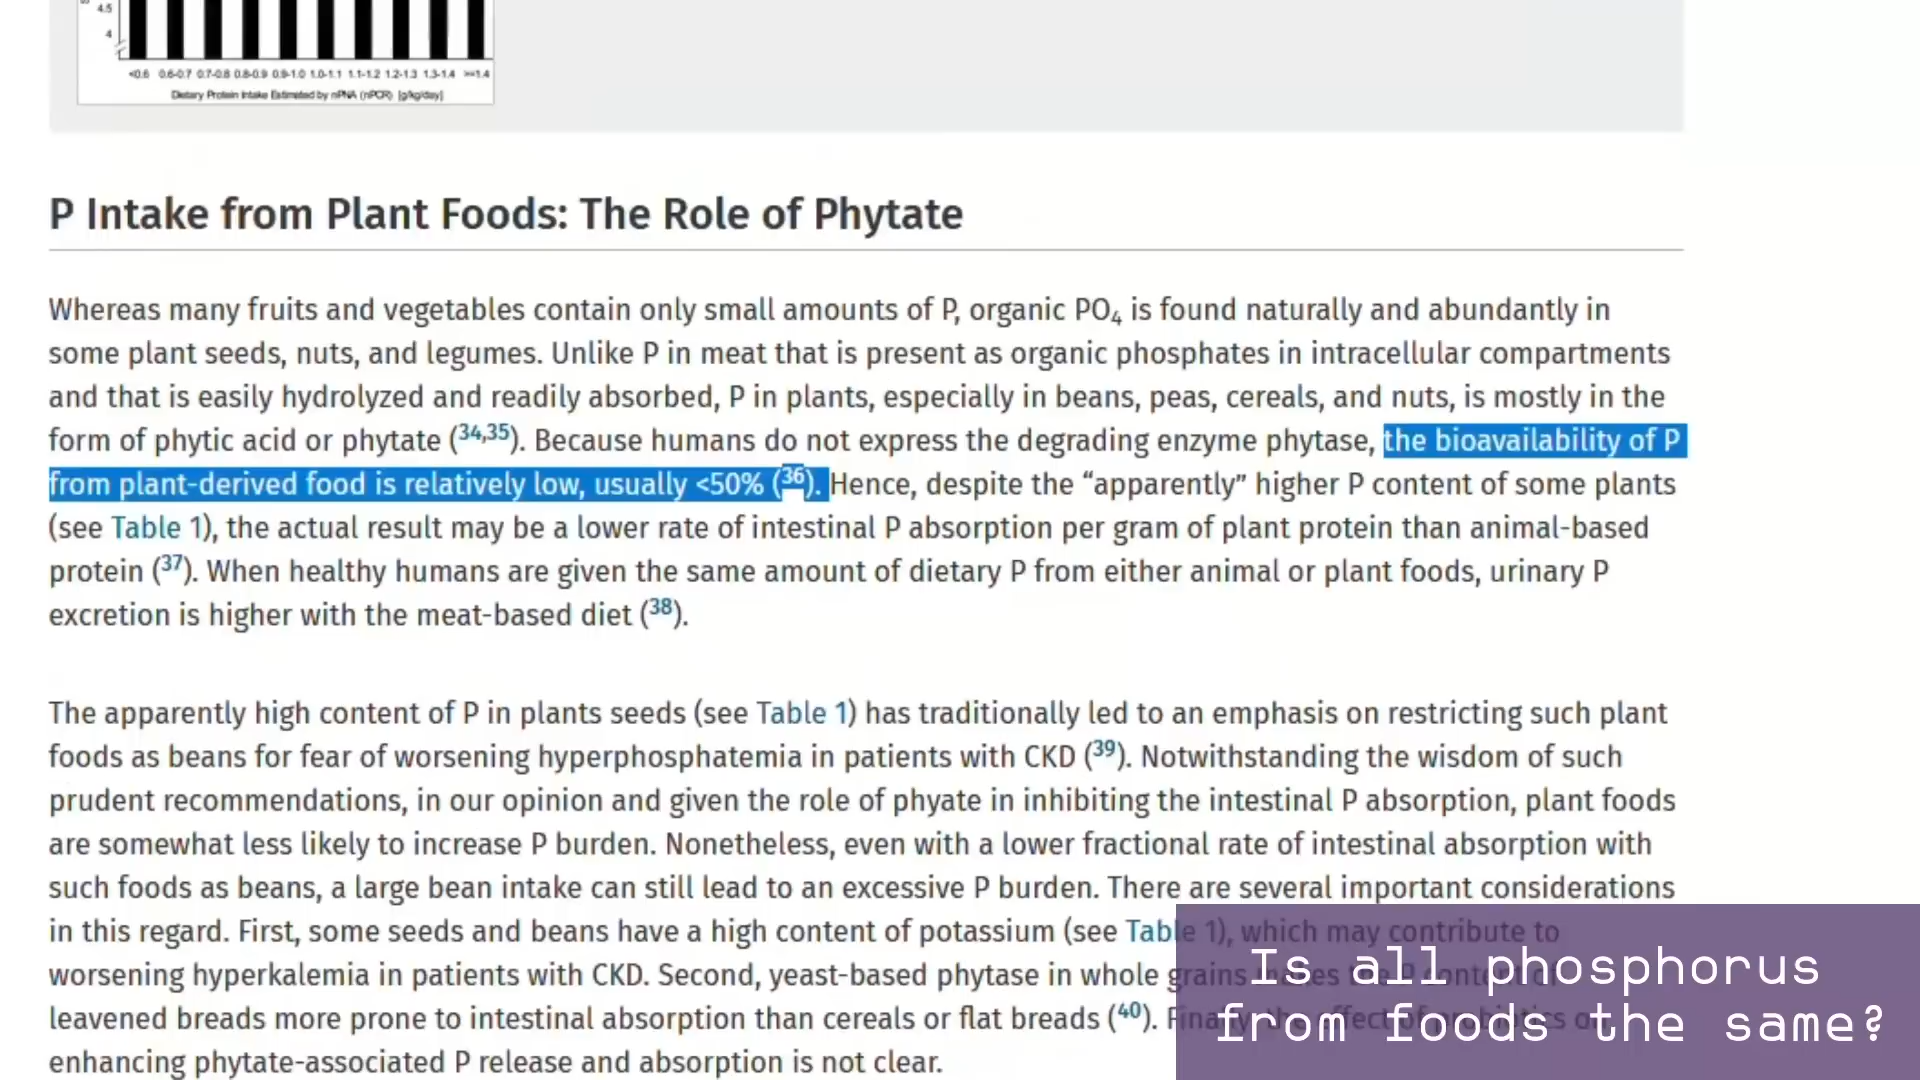 4.5
4
<0.6 0.6-0.7 0.7-0.8 0.8-0.9 0.9-1.0 1.0-1.1 1.1-1.2 1.2-1.3 1.3-1.4 >=1.4
Dietary Protein Intake Estimated by nPNA (nPCR) [g/kg/day]
P Intake from Plant Foods: The Role of Phytate
Whereas many fruits and vegetables contain only small amounts of P, organic PO₄ is found naturally and abundantly in
some plant seeds, nuts, and legumes. Unlike P in meat that is present as organic phosphates in intracellular compartments
and that is easily hydrolyzed and readily absorbed, P in plants, especially in beans, peas, cereals, and nuts, is mostly in the
form of phytic acid or phytate (34,35). Because humans do not express the degrading enzyme phytase, the bioavailability of P
from plant-derived food is relatively low, usually <50% (36). Hence, despite the “apparently” higher P content of some plants
(see Table 1), the actual result may be a lower rate of intestinal P absorption per gram of plant protein than animal-based
protein (37). When healthy humans are given the same amount of dietary P from either animal or plant foods, urinary P
excretion is higher with the meat-based diet (38).
The apparently high content of P in plants seeds (see Table 1) has traditionally led to an emphasis on restricting such plant
foods as beans for fear of worsening hyperphosphatemia in patients with CKD (39). Notwithstanding the wisdom of such
prudent recommendations, in our opinion and given the role of phyate in inhibiting the intestinal P absorption, plant foods
are somewhat less likely to increase P burden. Nonetheless, even with a lower fractional rate of intestinal absorption with
such foods as beans, a large bean intake can still lead to an excessive P burden. There are several important considerations
in this regard. First, some seeds and beans have a high content of potassium (see Table 1), which may contribute to
worsening hyperkalemia in patients with CKD. Second, yeast-based phytase in whole grains makes the P content of
leavened breads more prone to intestinal absorption than cereals or flat breads (40). Finally, the effect of probiotics on
enhancing phytate-associated P release and absorption is not clear.
Is all phosphorus
from foods the same?